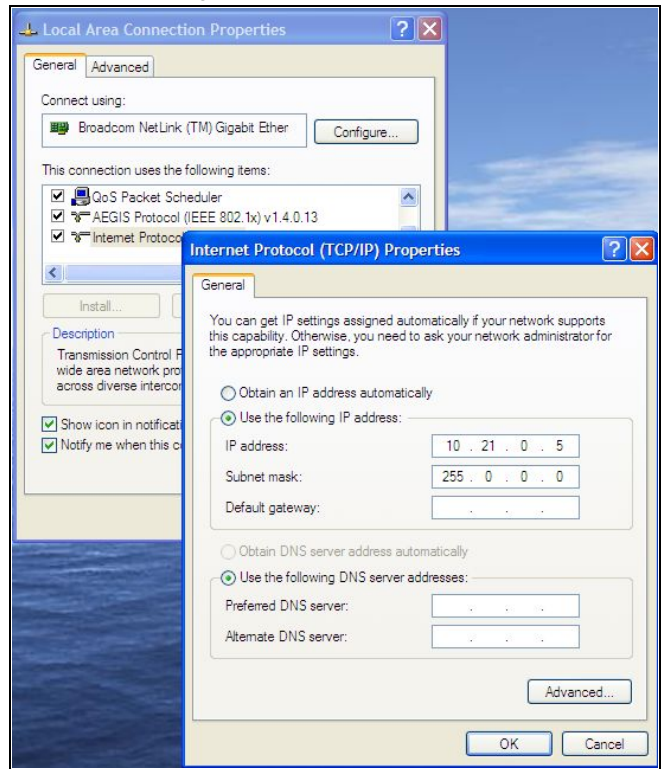 Local Area Connection Properties
General Advanced
Connect using:
Broadcom NetLink (TM) Gigabit Ether Configure...
This connection uses the following items:
QoS Packet Scheduler
AEGIS Protocol (IEEE 802.1x) v1.4.0.13
Internet
Install...
Description
Transmission Control
wide area network
across diverse
Show icon in
Notify me when this
Internet Protocol (TCP/IP) Properties
General
You can get IP settings assigned automatically if your network supports
this capability. Otherwise, you need to ask your network administrator for
the appropriate IP settings.
Obtain an IP address automatically
Use the following IP address:
IP address: 10 . 21 . 0 . 5
Subnet mask: 255 . 0 . 0 . 0
Default gateway: . . .
Obtain DNS server address automatically
Use the following DNS server addresses:
Preferred DNS server: . . .
Alternate DNS server: . . .
Advanced...
OK Cancel